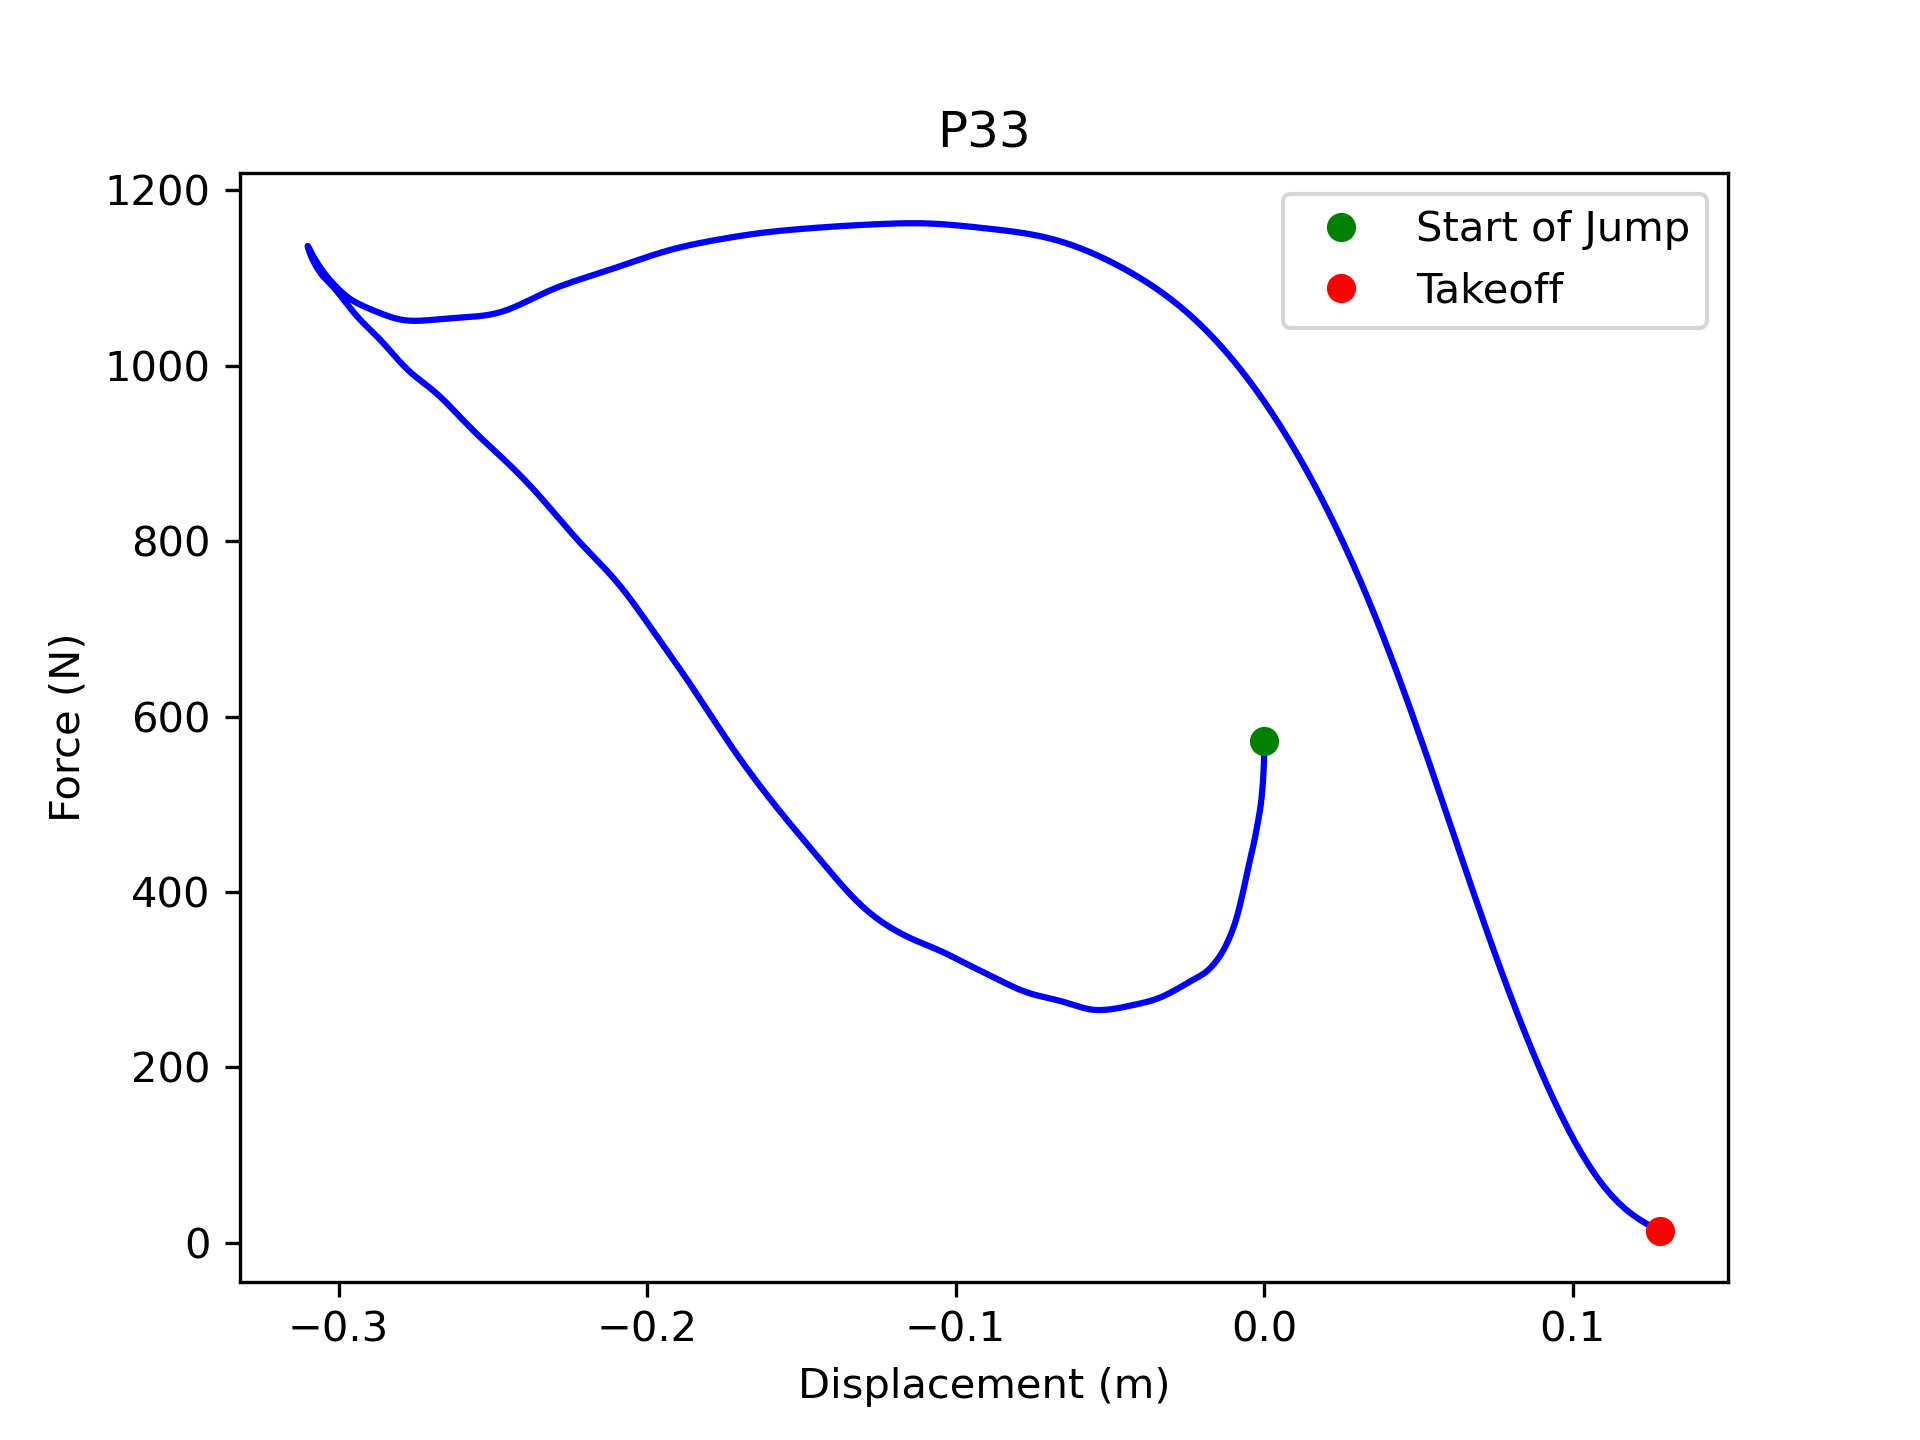 P33
1200
1000
800
600
400
200
0
Force (N)
Start of Jump
Takeoff
−0.3
−0.2
−0.1
0.0
0.1
Displacement (m)